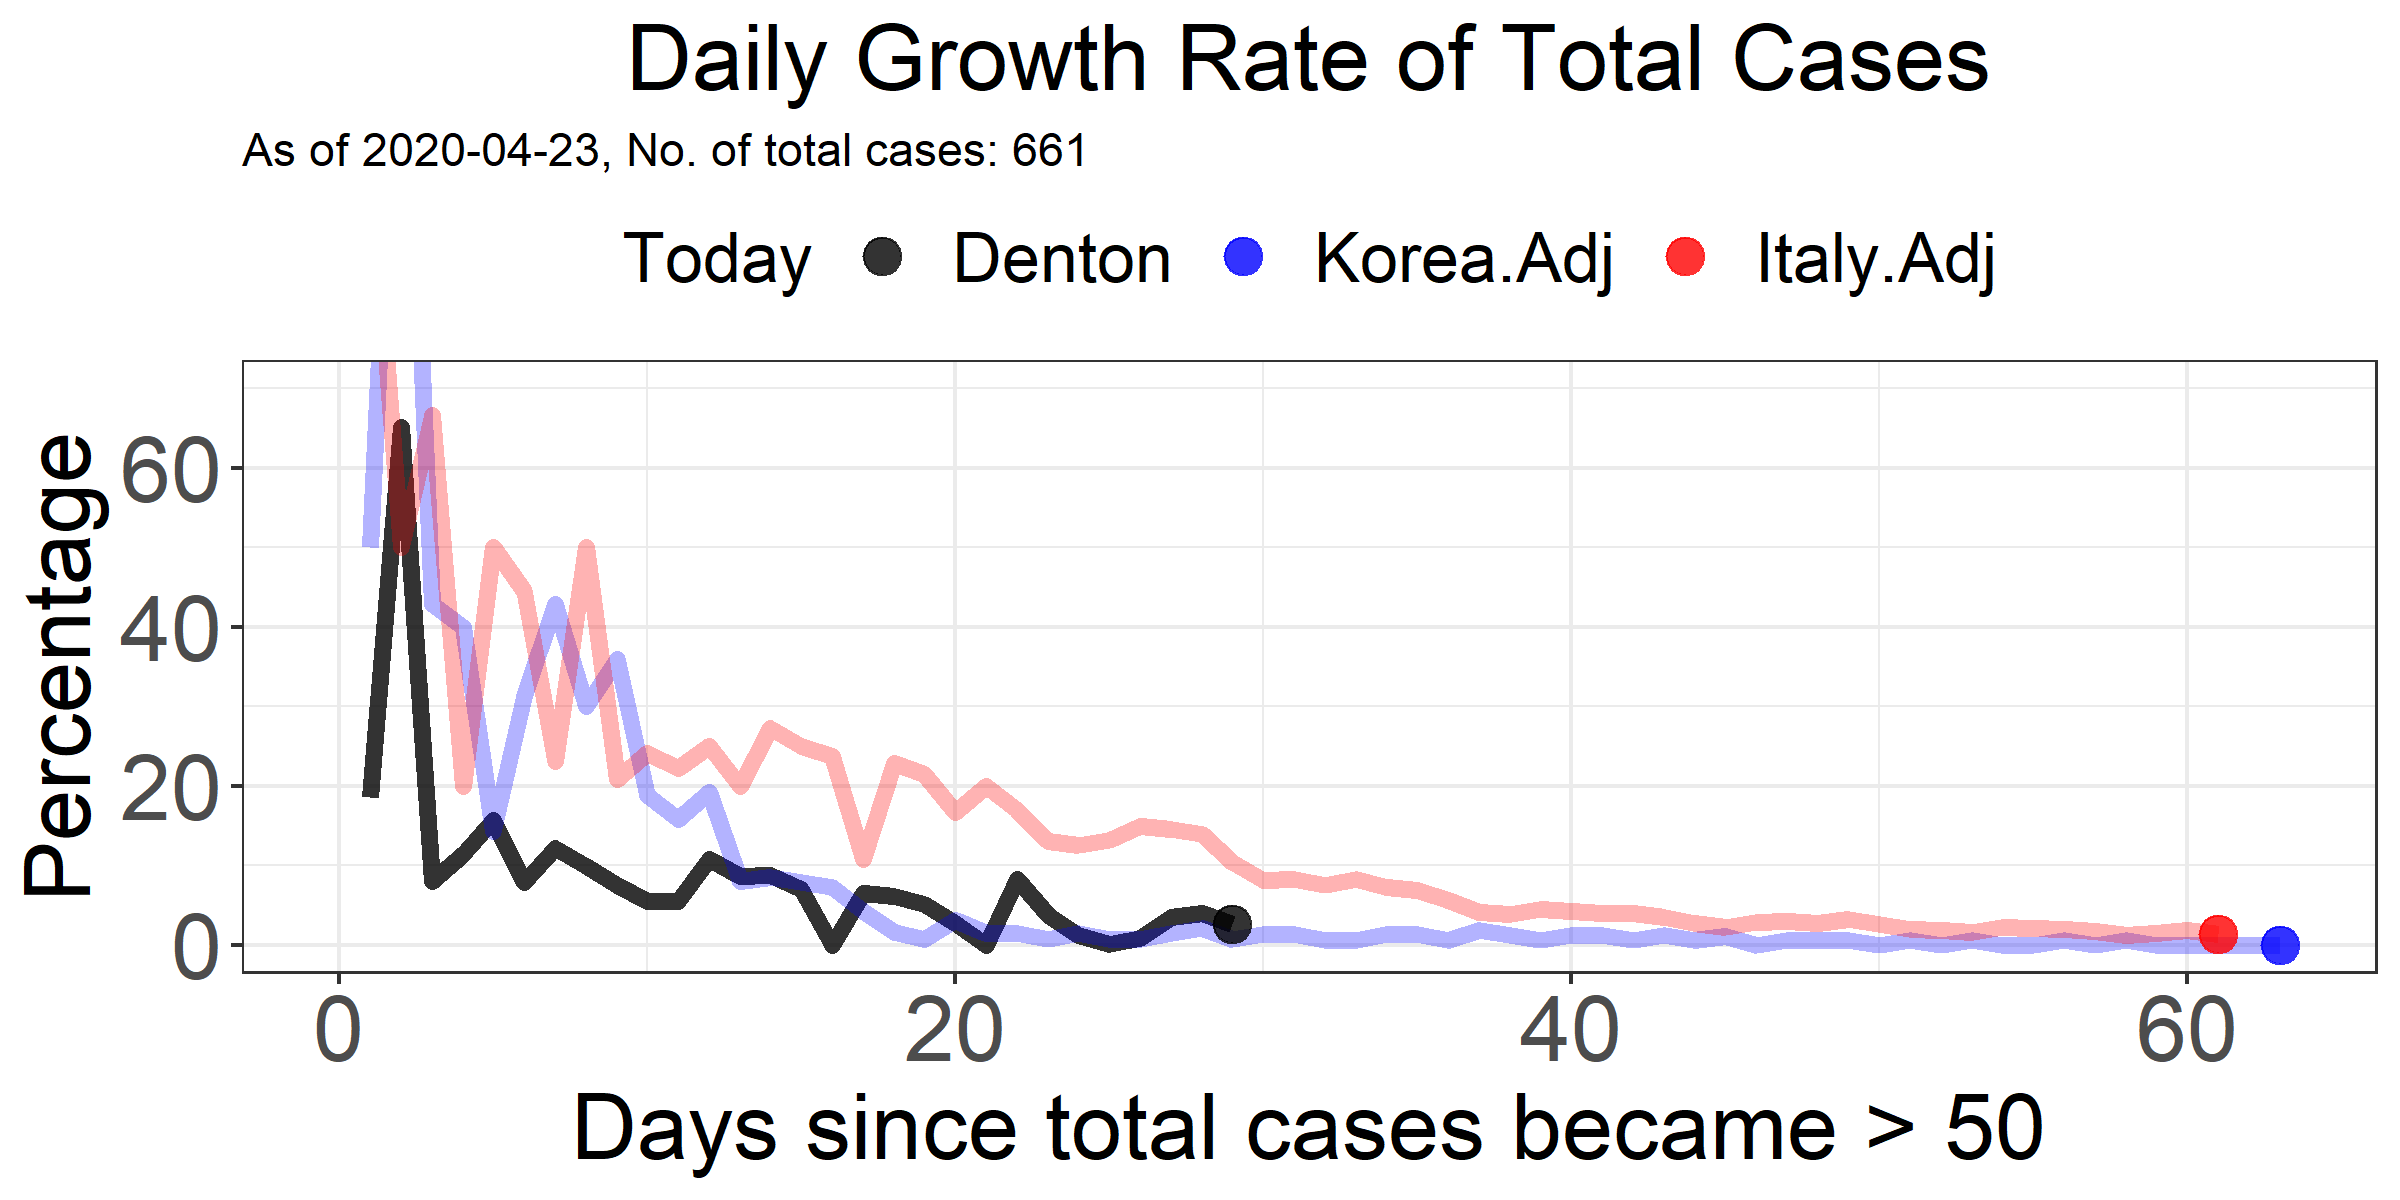 Daily Growth Rate of Total Cases
As of 2020-04-23, No. of total cases: 661
Today Denton Korea.Adj Italy.Adj
Percentage
60
40
20
0
0 20 40 60
Days since total cases became > 50